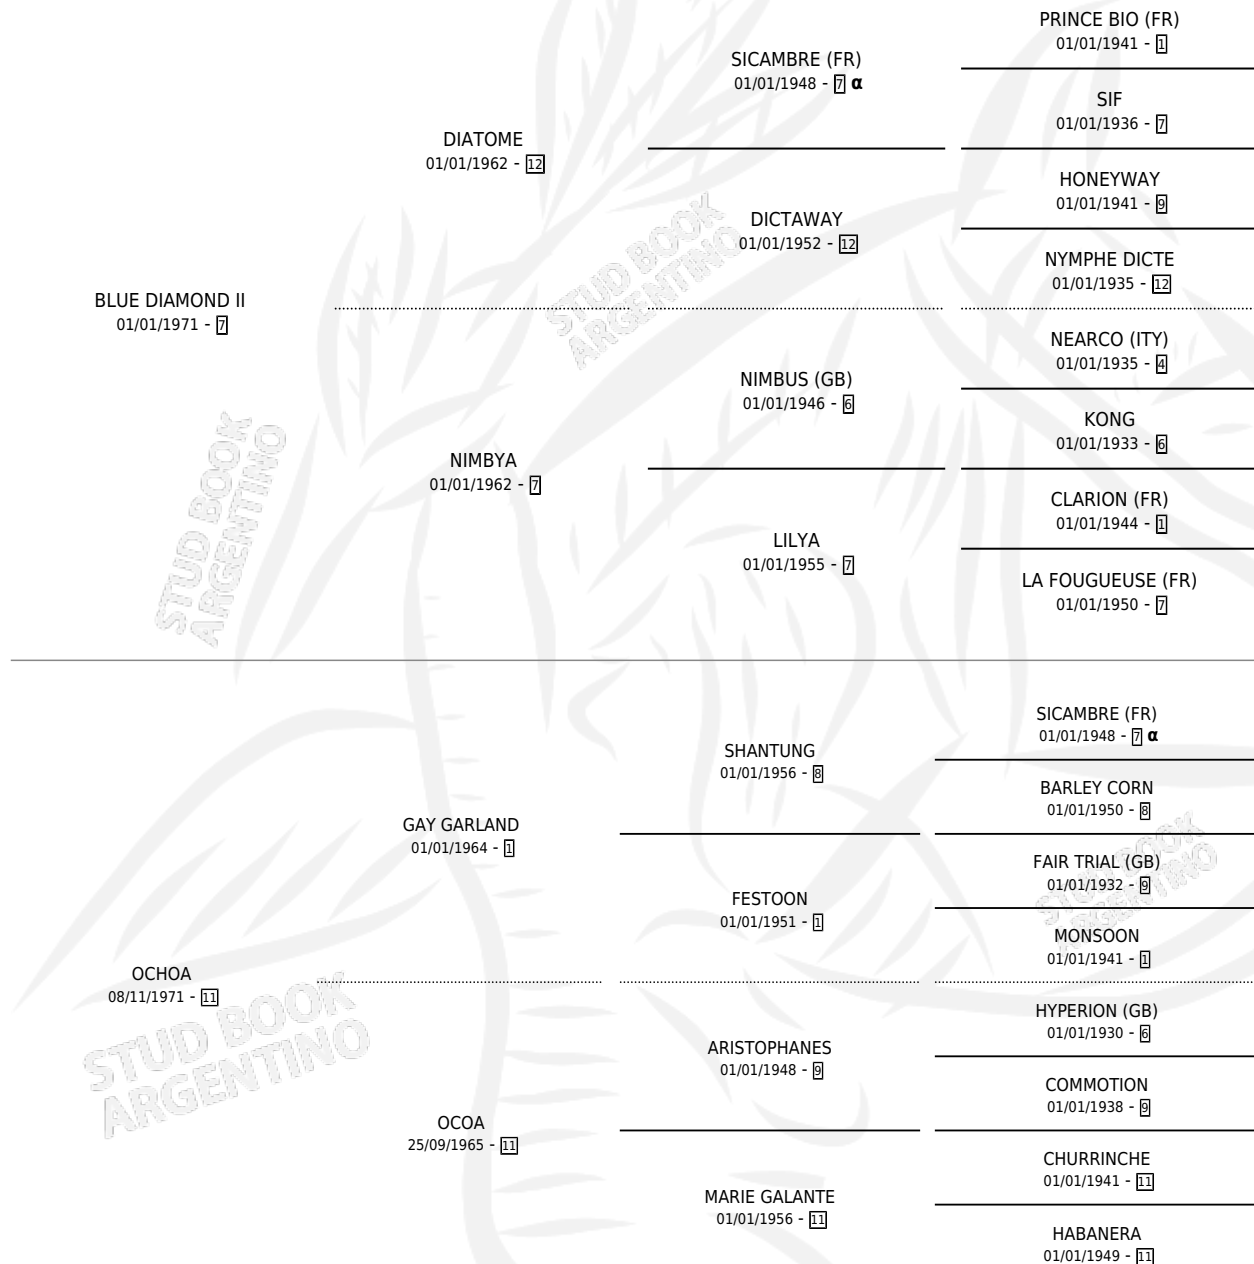 PRINCE BIO (FR)
01/01/1941 - 1
SICAMBRE (FR)
01/01/1948 - 7 α
SIF
01/01/1936 - 7
DIATOME
01/01/1962 - 12
HONEYWAY
01/01/1941 - 9
DICTAWAY
01/01/1952 - 12
NYMPHE DICTE
01/01/1935 - 12
BLUE DIAMOND II
01/01/1971 - 7
STUD BOOK
ARGENTINO
NEARCO (ITY)
01/01/1935 - 4
NIMBUS (GB)
01/01/1946 - 6
KONG
01/01/1933 - 6
NIMBYA
01/01/1962 - 7
STUD BOOK
ARGENTINO
CLARION (FR)
01/01/1944 - 1
LILYA
01/01/1955 - 7
LA FOUGUEUSE (FR)
01/01/1950 - 7
SICAMBRE (FR)
01/01/1948 - 7 α
SHANTUNG
01/01/1956 - 8
BARLEY CORN
01/01/1950 - 8
GAY GARLAND
01/01/1964 - 1
FAIR TRIAL (GB)
01/01/1932 - 9
STUD BOOK
ARGENTINO
FESTOON
01/01/1951 - 1
MONSOON
01/01/1941 - 1
OCHOA
08/11/1971 - 11
STUD BOOK
ARGENTINO
HYPERION (GB)
01/01/1930 - 6
ARISTOPHANES
01/01/1948 - 9
COMMOTION
01/01/1938 - 9
OCOA
25/09/1965 - 11
CHURRINCHE
01/01/1941 - 11
MARIE GALANTE
01/01/1956 - 11
HABANERA
01/01/1949 - 11